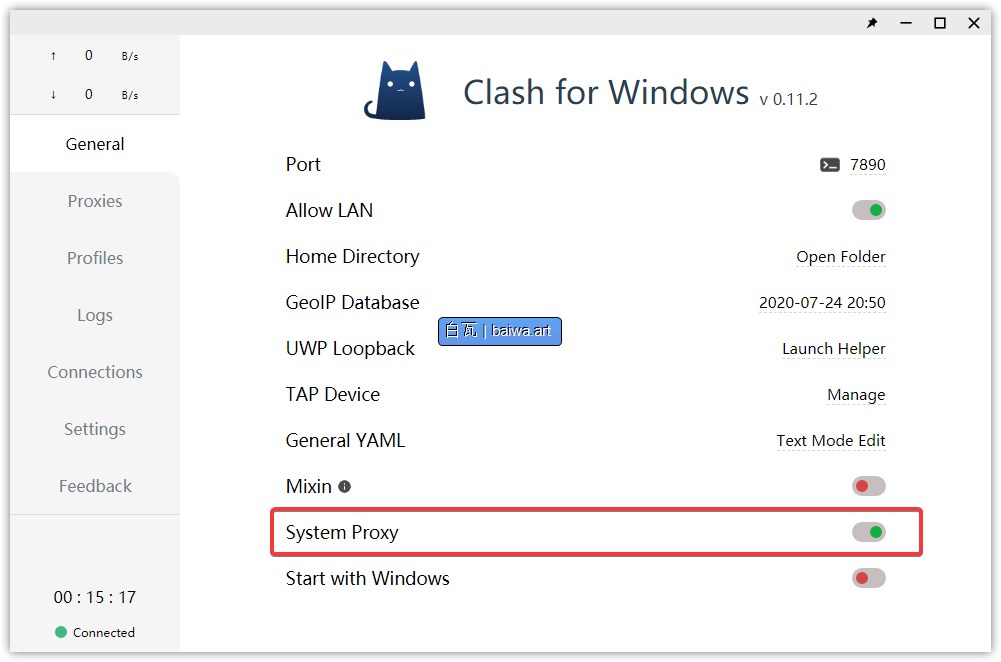 ↑ 0 B/s
↓ 0 B/s
General
Proxies
Profiles
Logs
Connections
Settings
Feedback
00 : 15 : 17
Connected
Clash for Windows v 0.11.2
Port 7890
Allow LAN
Home Directory Open Folder
GeoIP Database 2020-07-24 20:50
白瓦 | baiwa.art
UWP Loopback Launch Helper
TAP Device Manage
General YAML Text Mode Edit
Mixin
System Proxy
Start with Windows